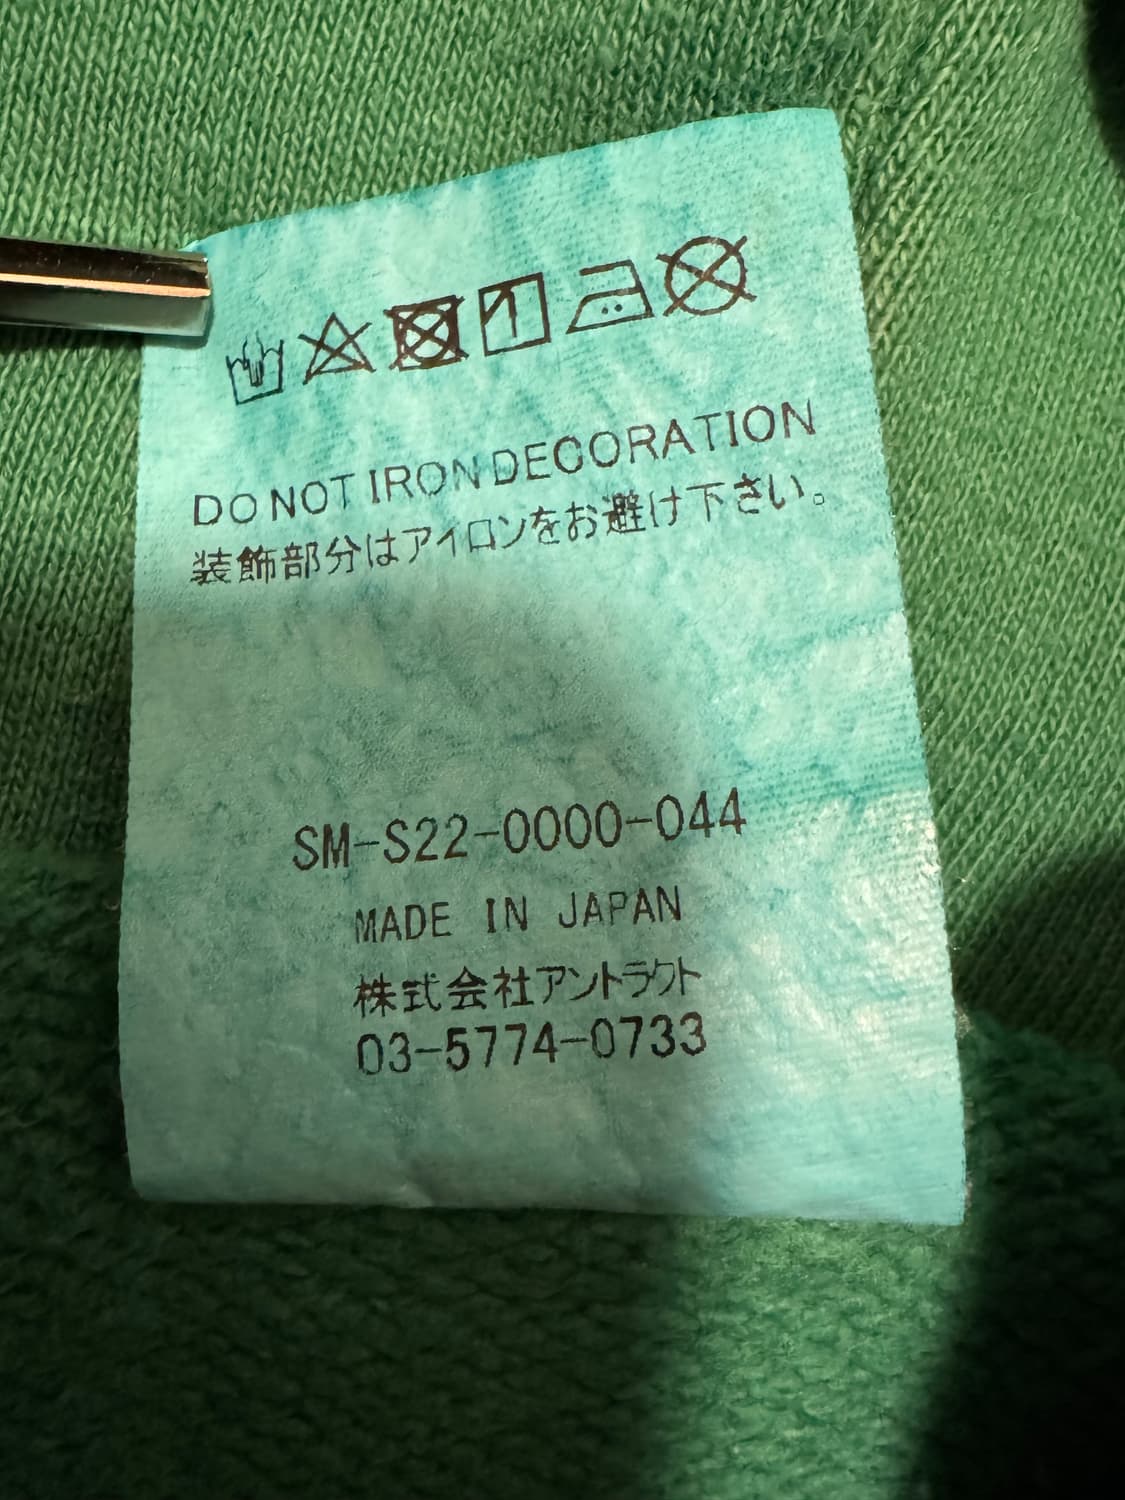 DO NOT IRON DECORATION
装飾部分はアイロンをお避け下さい。
SM-S22-0000-044
MADE IN JAPAN
株式会社アントラクト
03-5774-0733